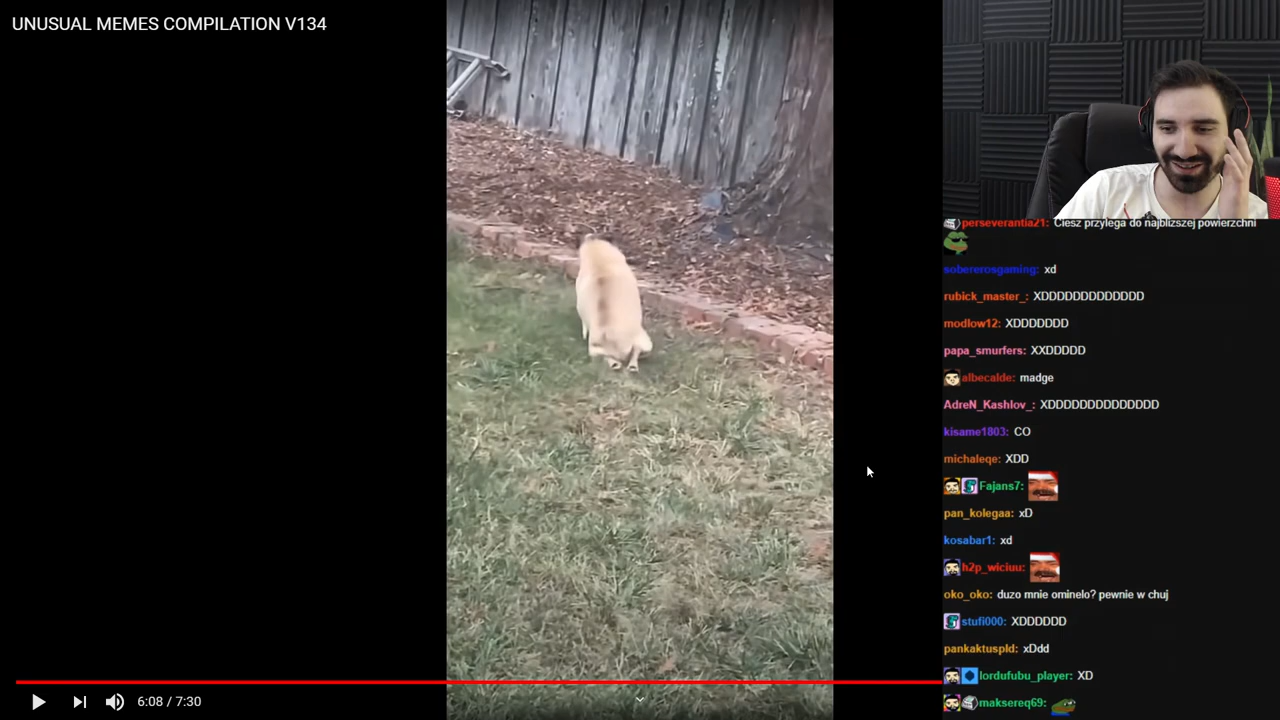 UNUSUAL MEMES COMPILATION V134
perseverantia21: Ciesz przylega do najblizszej powierzchni
sobererosgaming: xd
rubick_master_: XDDDDDDDDDDDDD
modlow12: XDDDDDDD
papa_smurfers: XXDDDDD
albecalde: madge
AdreN_Kashlov_: XDDDDDDDDDDDDDD
kisame1803: CO
michaleqe: XDD
Fajans7:
pan_kolegaa: xD
kosabar1: xd
h2p_wiciuu:
oko_oko: duzo mnie ominelo? pewnie w chuj
stufi000: XDDDDDD
pankaktuspld: xDdd
lordufubu_player: XD
maksereq69:
6:08 / 7:30